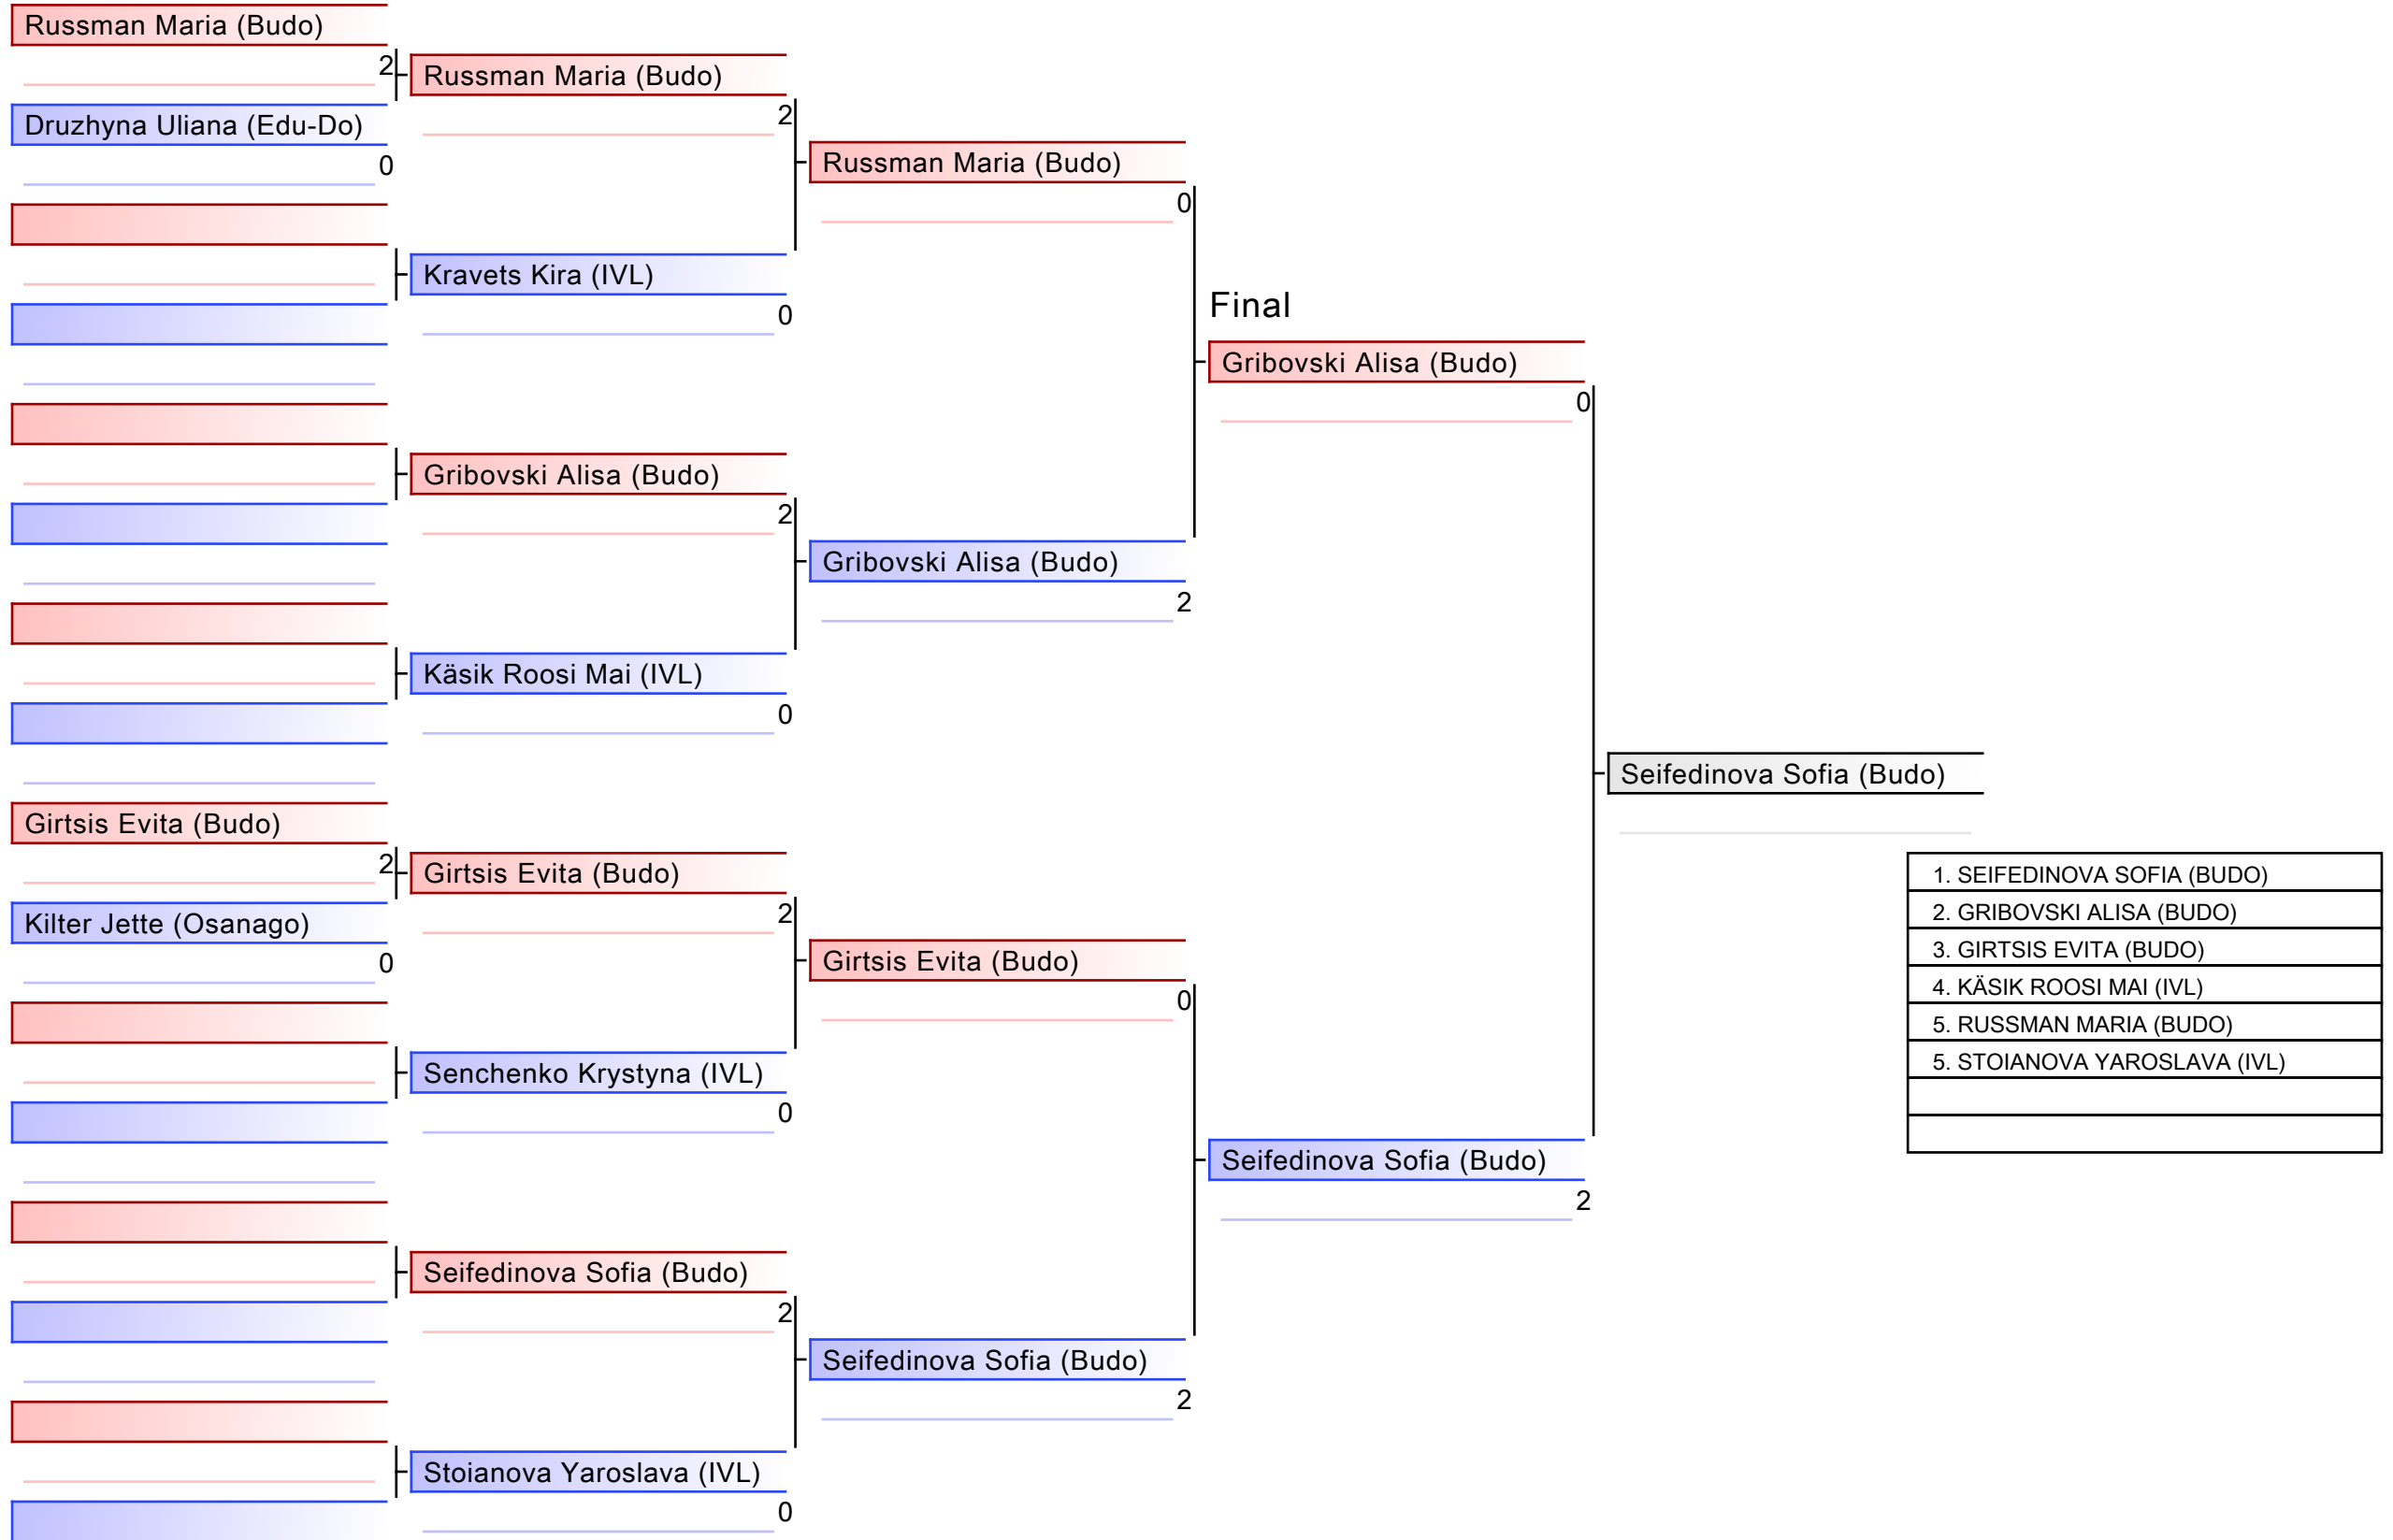 Russman Maria (Budo)
2
Druzhyna Uliana (Edu-Do)
0
Girtsis Evita (Budo)
2
Kilter Jette (Osanago)
0
Russman Maria (Budo)
2
Kravets Kira (IVL)
0
Gribovski Alisa (Budo)
2
Käsik Roosi Mai (IVL)
0
Girtsis Evita (Budo)
2
Senchenko Krystyna (IVL)
0
Seifedinova Sofia (Budo)
2
Stoianova Yaroslava (IVL)
0
Russman Maria (Budo)
0
Gribovski Alisa (Budo)
2
Girtsis Evita (Budo)
0
Seifedinova Sofia (Budo)
2
Final
Gribovski Alisa (Budo)
0
Seifedinova Sofia (Budo)
2
Seifedinova Sofia (Budo)
1. SEIFEDINOVA SOFIA (BUDO)
2. GRIBOVSKI ALISA (BUDO)
3. GIRTSIS EVITA (BUDO)
4. KÄSIK ROOSI MAI (IVL)
5. RUSSMAN MARIA (BUDO)
5. STOIANOVA YAROSLAVA (IVL)